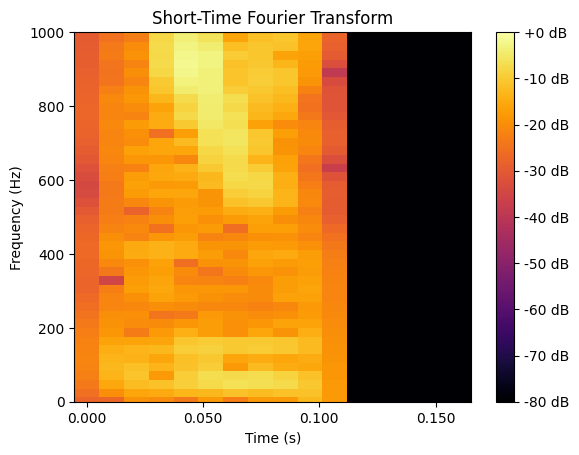 Short-Time Fourier Transform
1000
800
600
400
200
0
Frequency (Hz)
0.000
0.050
0.100
0.150
Time (s)
+0 dB
-10 dB
-20 dB
-30 dB
-40 dB
-50 dB
-60 dB
-70 dB
-80 dB